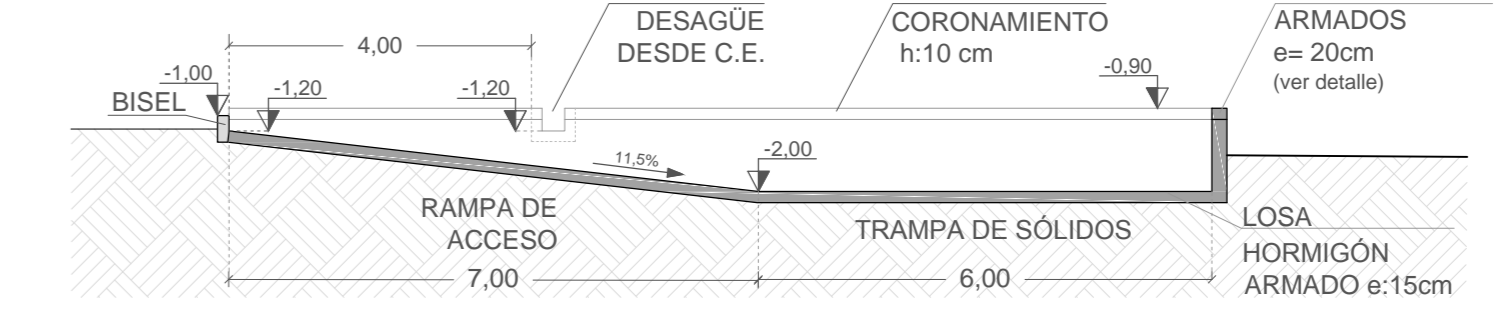 DESAGÜE
DESDE C.E.
CORONAMIENTO
h:10 cm
ARMADOS
e= 20cm
(ver detalle)
4,00
-1,00
-1,20
-1,20
-0,90
BISEL
11,5%
-2,00
RAMPA DE
ACCESO
TRAMPA DE SÓLIDOS
LOSA
HORMIGÓN
ARMADO e:15cm
7,00
6,00